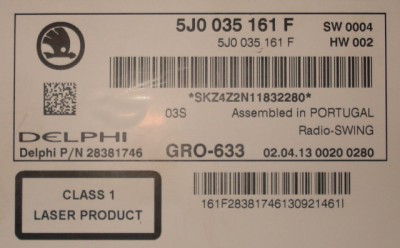 5J0 035 161 F SW 0004
5J0 035 161 F HW 002
*SKZ4Z2N11832280*
03S Assembled in PORTUGAL
Radio-SWING
DELPHI
Delphi P/N 28381746 GRO-633 02.04.13 0020 0280
CLASS 1
LASER PRODUCT
161F28381746130921461I